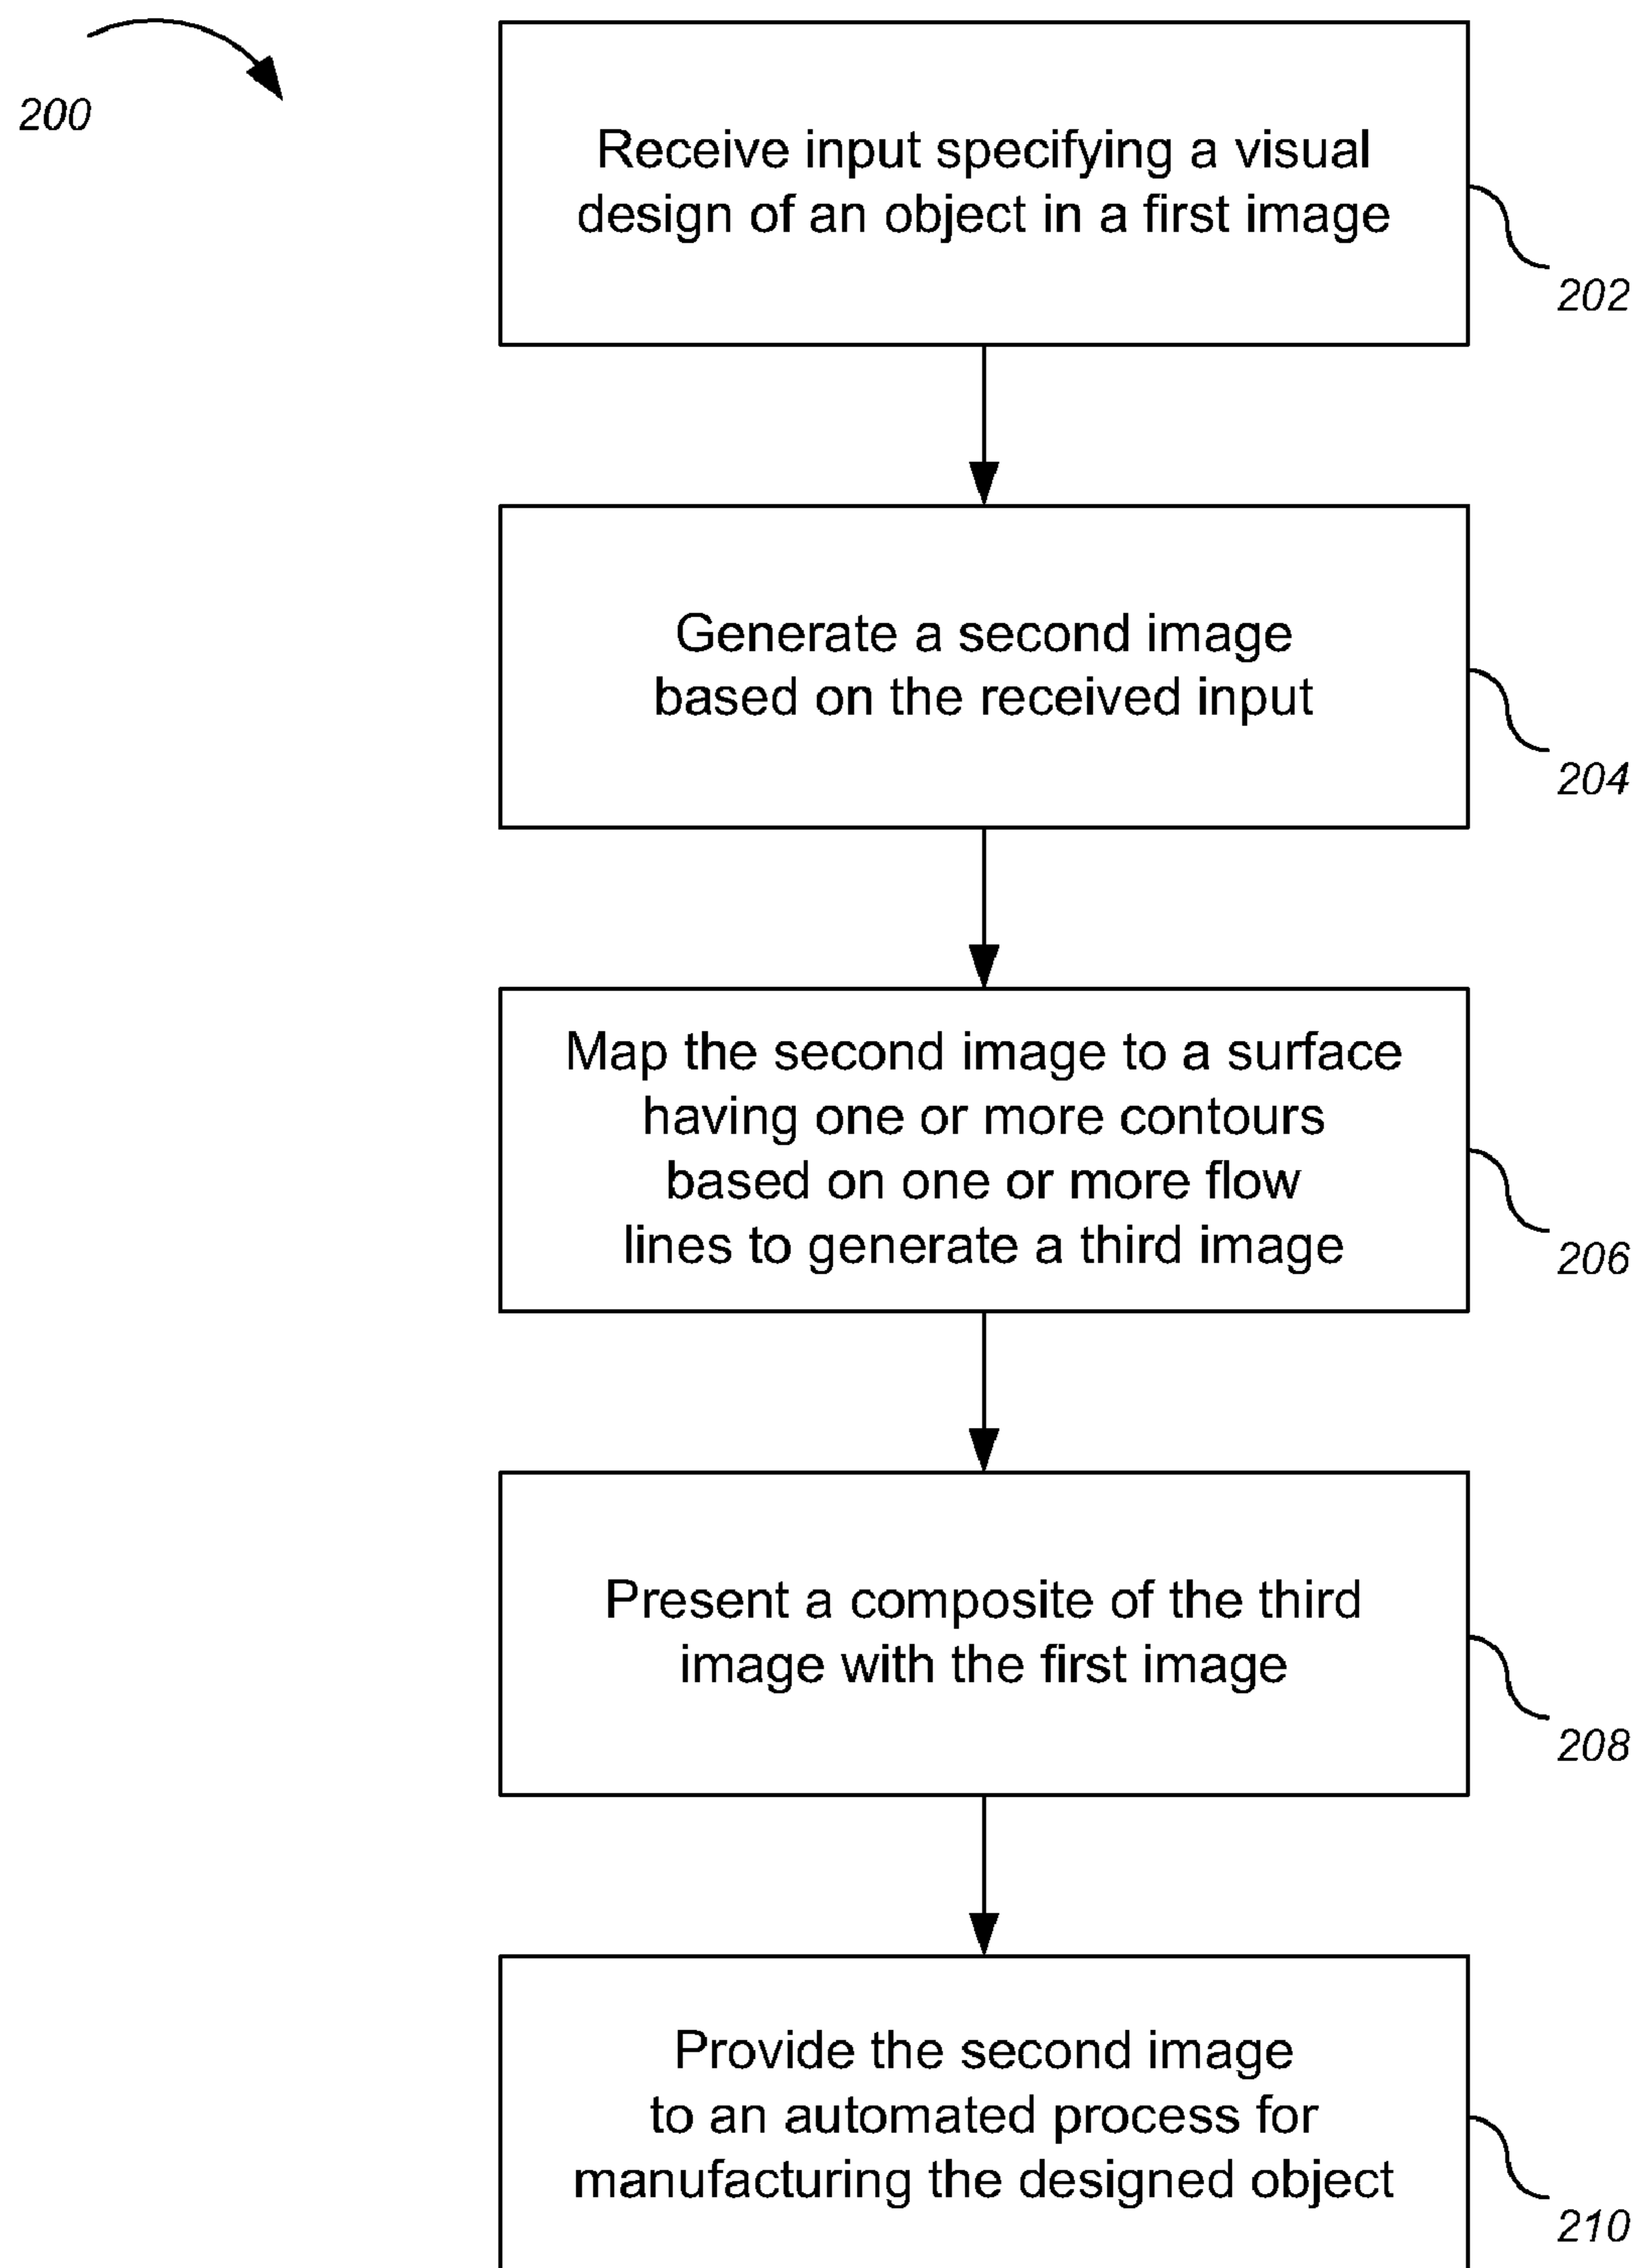 200
Receive input specifying a visual
design of an object in a first image
202
Generate a second image
based on the received input
204
Map the second image to a surface
having one or more contours
based on one or more flow
lines to generate a third image
206
Present a composite of the third
image with the first image
208
Provide the second image
to an automated process for
manufacturing the designed object
210